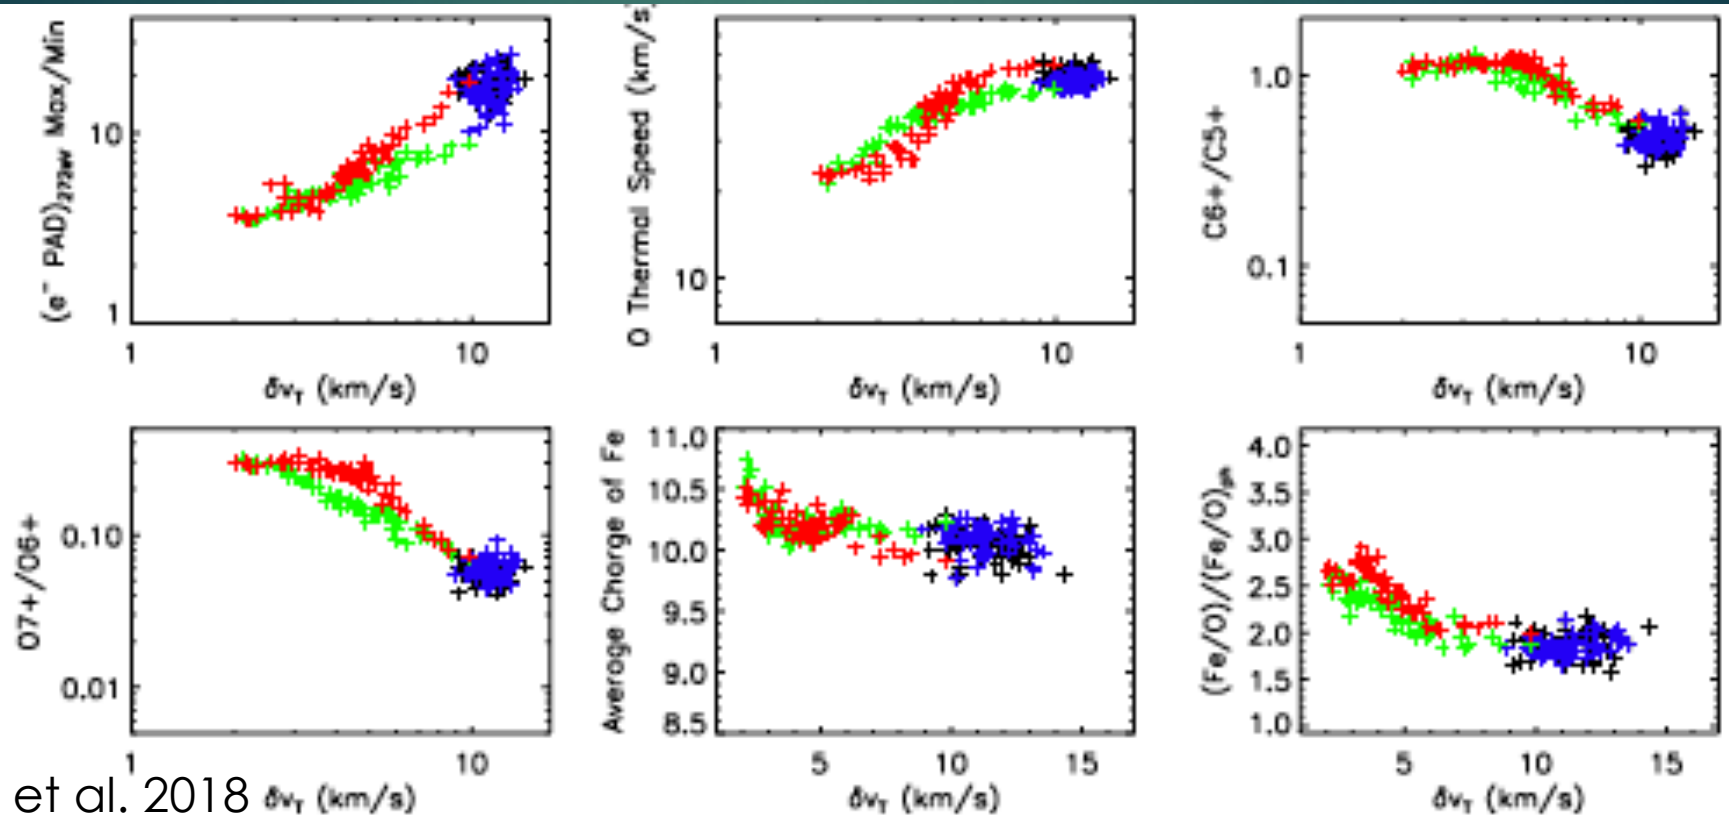 (e⁻ PAD)₂₇₂ₑᵥ Max/Min
10
1
1
10
δv_T (km/s)
O Thermal Speed (km/s)
10
1
10
δv_T (km/s)
C6+/C5+
1.0
0.1
1
10
δv_T (km/s)
O7+/O6+
0.10
0.01
1
10
δv_T (km/s)
Average Charge of Fe
11.0
10.5
10.0
9.5
9.0
8.5
5
10
15
δv_T (km/s)
(Fe/O)/(Fe/O)ₚₕ
4.0
3.5
3.0
2.5
2.0
1.5
1.0
5
10
15
δv_T (km/s)
et al. 2018